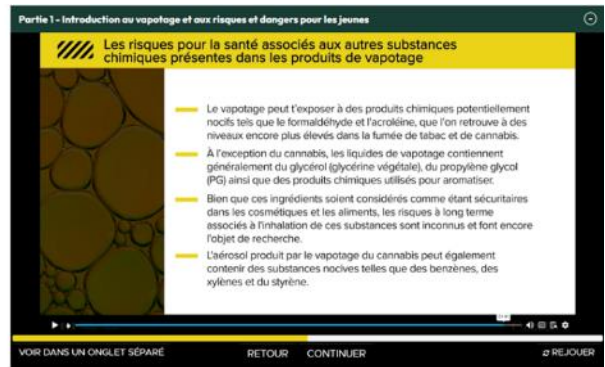 Partie 1 - Introduction au vapotage et aux risques et dangers pour les jeunes
Les risques pour la santé associés aux autres substances
chimiques présentes dans les produits de vapotage
Le vapotage peut t'exposer à des produits chimiques potentiellement
nocifs tels que le formaldéhyde et l'acroléine, que l'on retrouve à des
niveaux encore plus élevés dans la fumée de tabac et de cannabis.
À l'exception du cannabis, les liquides de vapotage contiennent
généralement du glycérol (glycérine végétale), du propylène glycol
(PG) ainsi que des produits chimiques utilisés pour aromatiser.
Bien que ces ingrédients soient considérés comme étant sécuritaires
dans les cosmétiques et les aliments, les risques à long terme
associés à l'inhalation de ces substances sont inconnus et font encore
l'objet de recherche.
L'aérosol produit par le vapotage du cannabis peut également
contenir des substances nocives telles que des benzènes, des
xylènes et du styrène.
VOIR DANS UN ONGLET SÉPARÉ RETOUR CONTINUER REJOUER